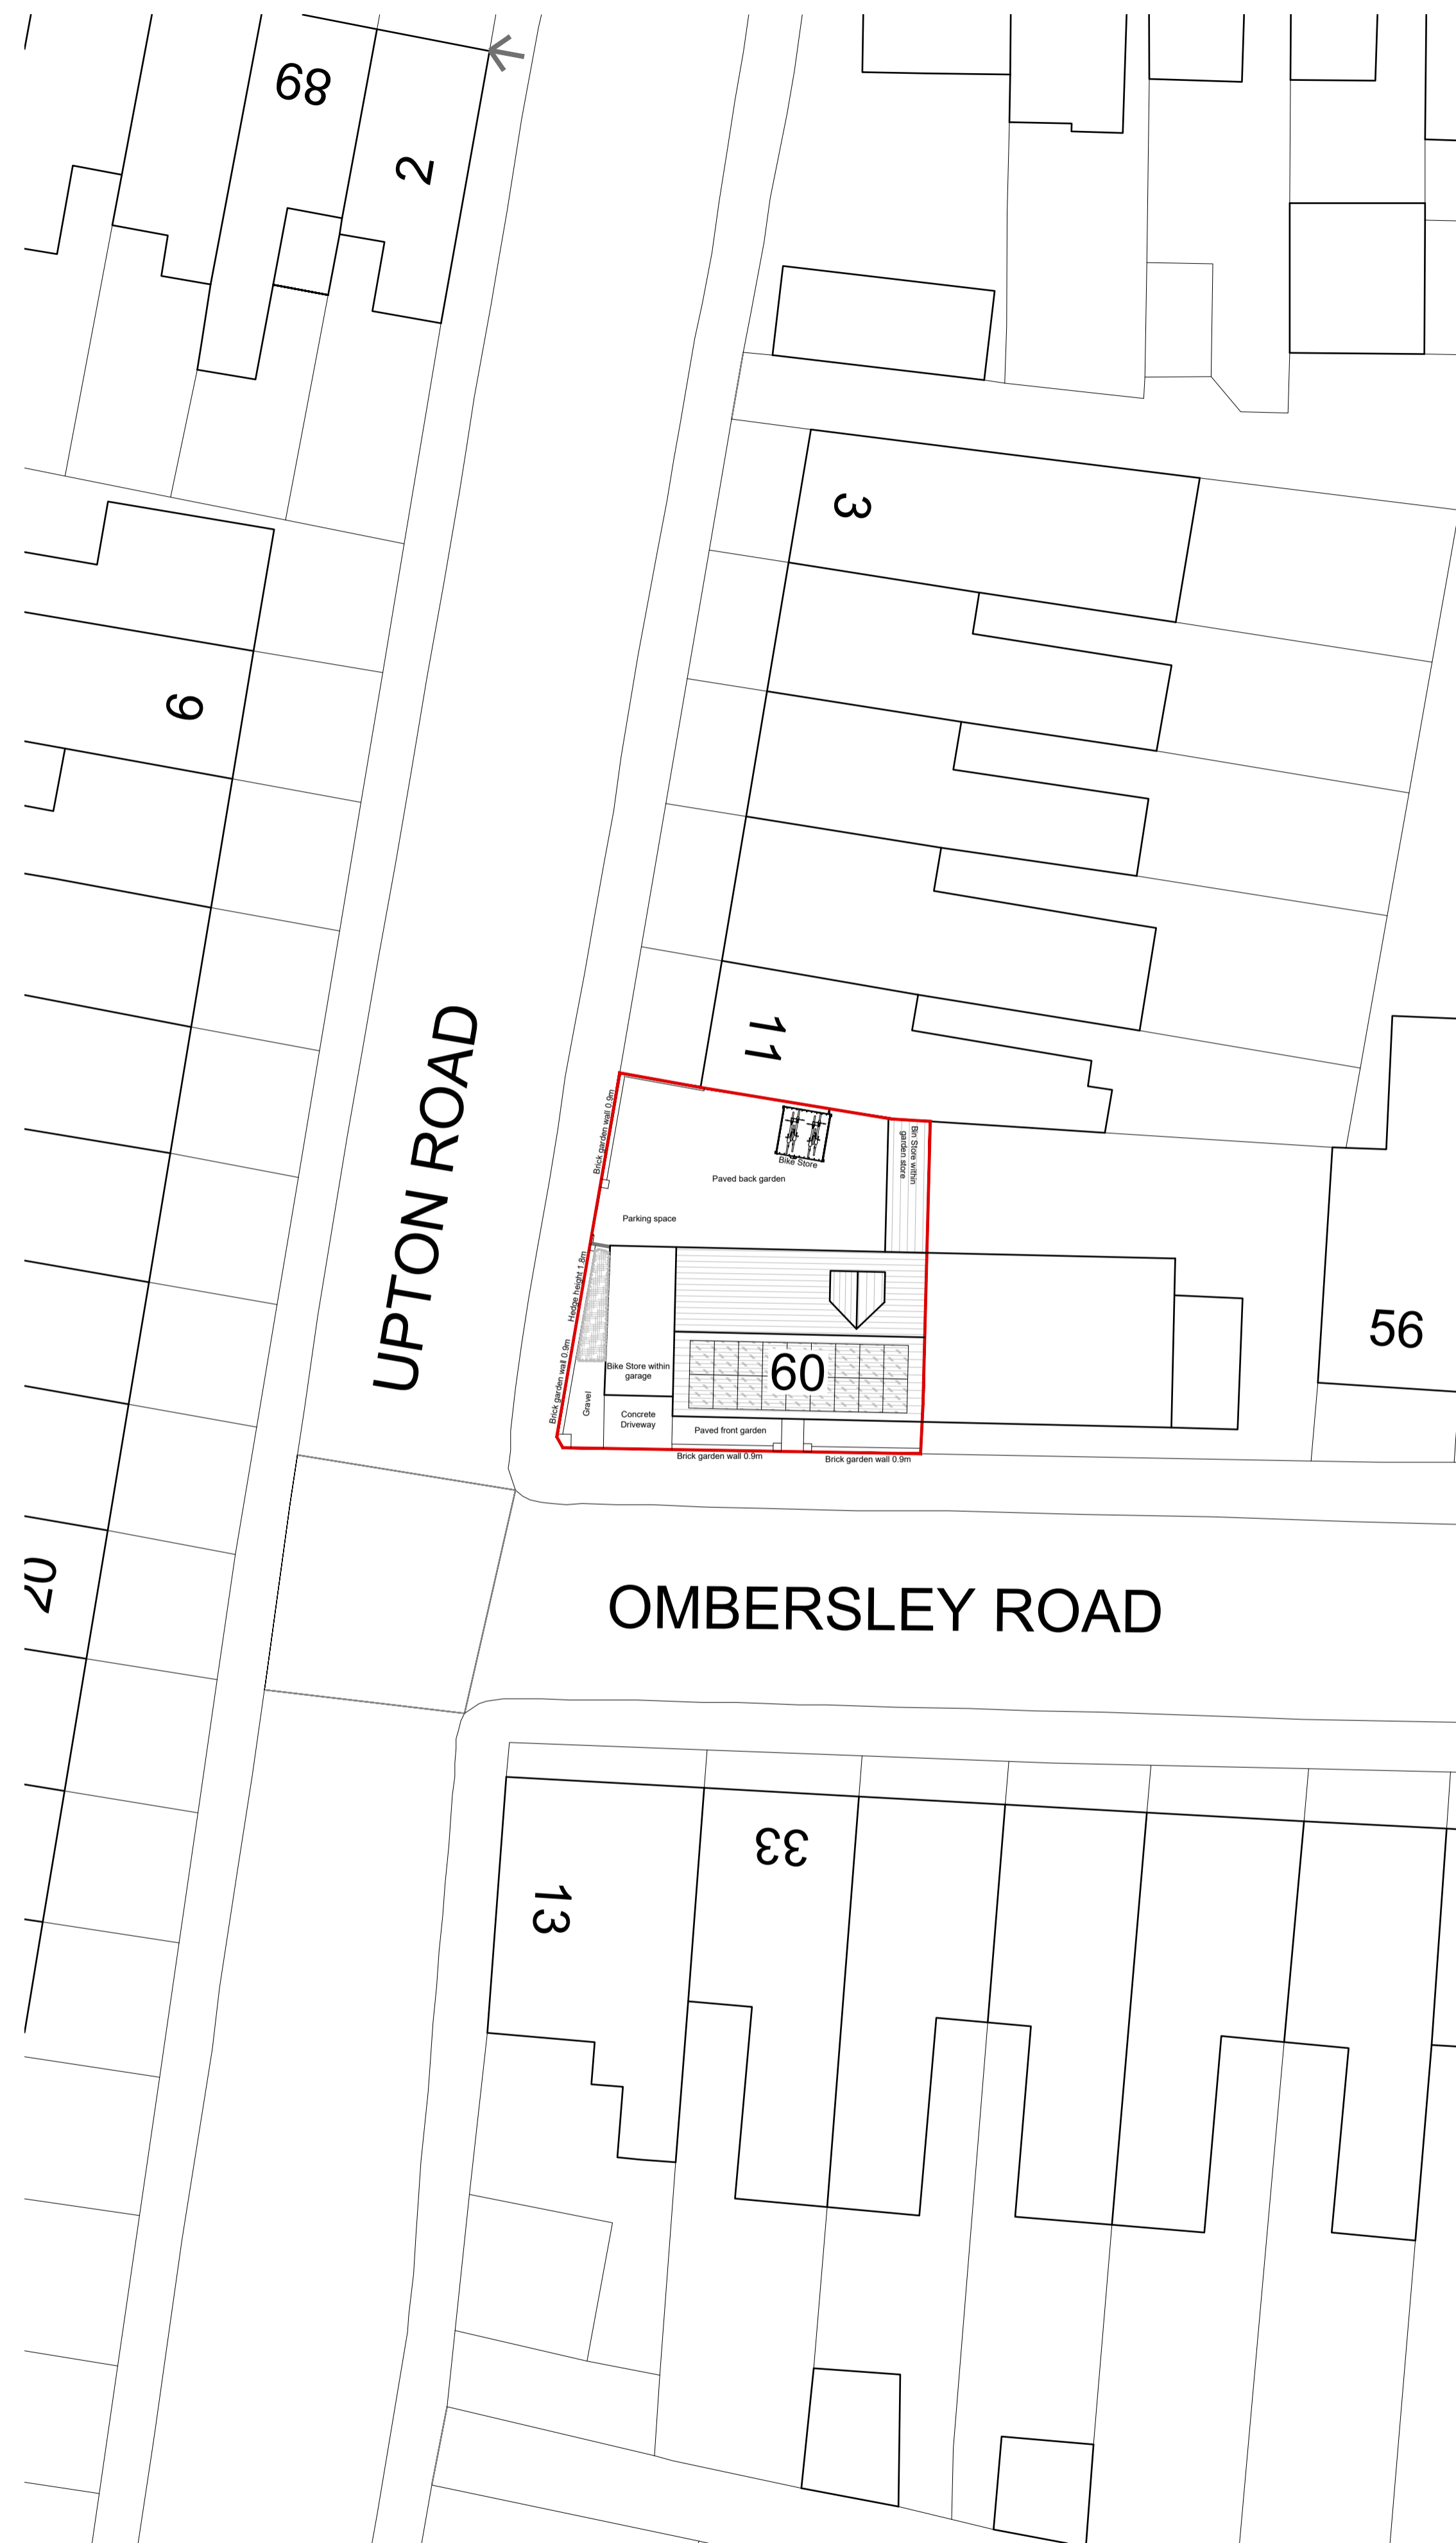 68
2
3
6
11
UPTON ROAD
Brick garden wall 0.9m
Bike Store
Bin Store within
garden store
Paved back garden
Parking space
Hedge height 1.8m
56
60
Bike Store within
garage
Brick garden wall 0.9m
Gravel
Concrete
Driveway
Paved front garden
Brick garden wall 0.9m
Brick garden wall 0.9m
20
OMBERSLEY ROAD
33
13